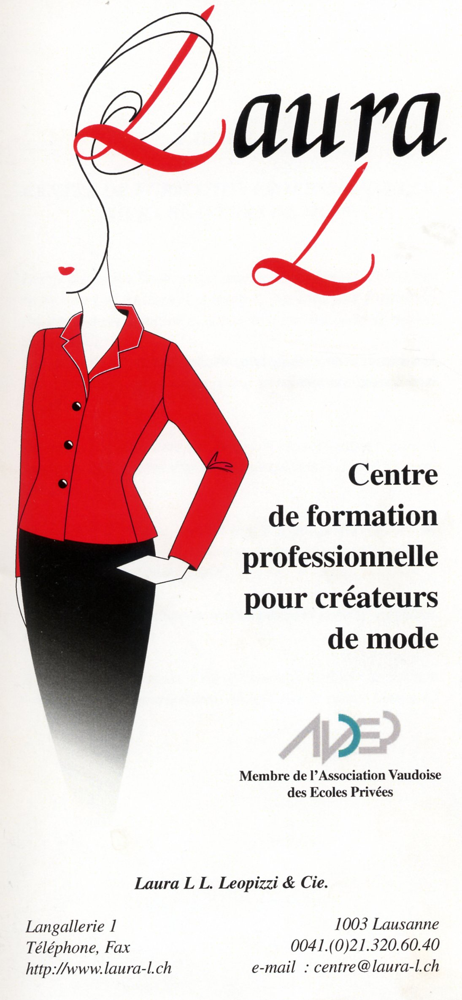 Laura
L
Centre
de formation
professionnelle
pour créateurs
de mode
AVDEP
Membre de l'Association Vaudoise
des Ecoles Privées
Laura L L. Leopizzi & Cie.
Langallerie 1
1003 Lausanne
Téléphone, Fax
0041.(0)21.320.60.40
http://www.laura-l.ch
e-mail : centre@laura-l.ch